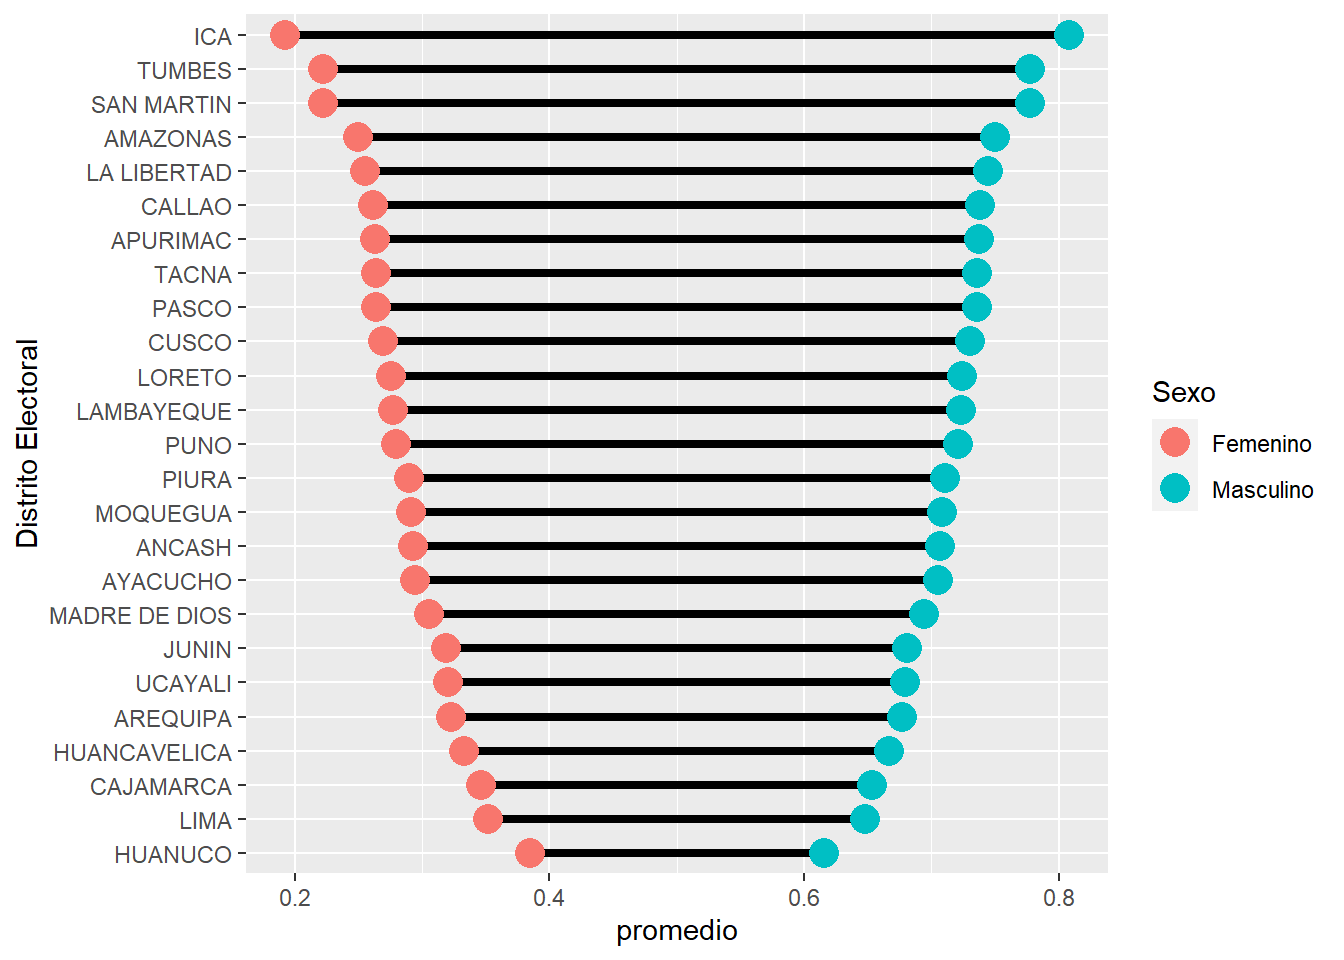 ICA
TUMBES
SAN MARTIN
AMAZONAS
LA LIBERTAD
CALLAO
APURIMAC
TACNA
PASCO
CUSCO
LORETO
LAMBAYEQUE
PUNO
PIURA
MOQUEGUA
ANCASH
AYACUCHO
MADRE DE DIOS
JUNIN
UCAYALI
AREQUIPA
HUANCAVELICA
CAJAMARCA
LIMA
HUANUCO
Distrito Electoral
0.2 0.4 0.6 0.8
promedio
Sexo
Femenino
Masculino